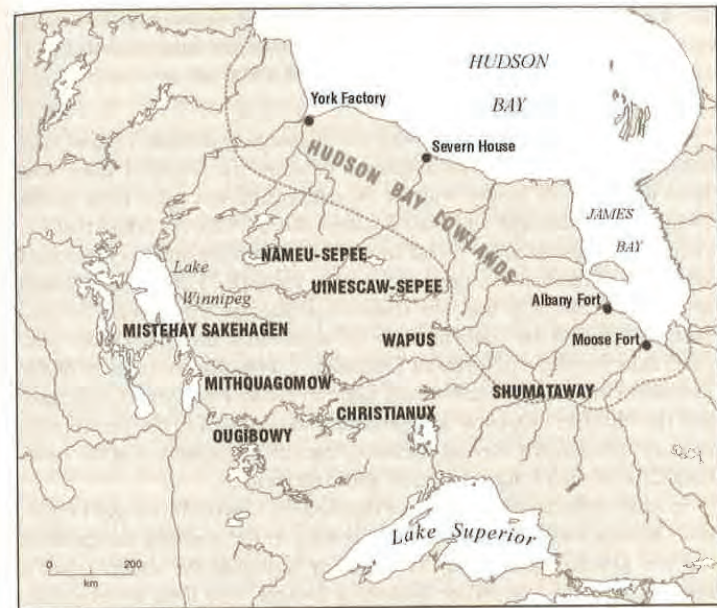 HUDSON
BAY
York Factory
Severn House
HUDSON BAY LOWLANDS
JAMES
BAY
NAMEU-SEPEE
Lake
Winnipeg
UINESCAW-SEPEE
Albany Fort
MISTEHAY SAKEHAGEN
WAPUS
Moose Fort
MITHQUAGOMOW
SHUMATAWAY
CHRISTIANUX
OUGIBOWY
Lake Superior
0 200
km